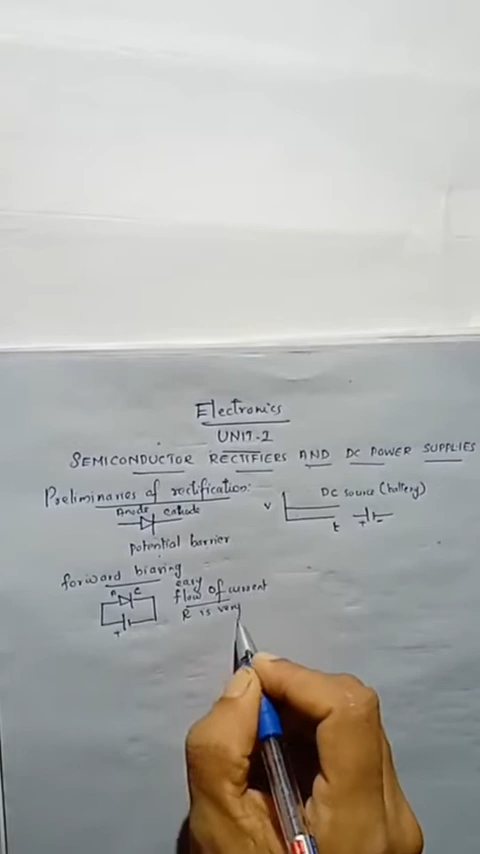 Electronics
UNIT-2
SEMICONDUCTOR RECTIFIERS AND DC POWER SUPPLIES
Preliminaries of rectification:
Anode cathode
V DC source (battery)
t + -
potential barrier
forward biasing
A C easy
flow of current
+ R is very